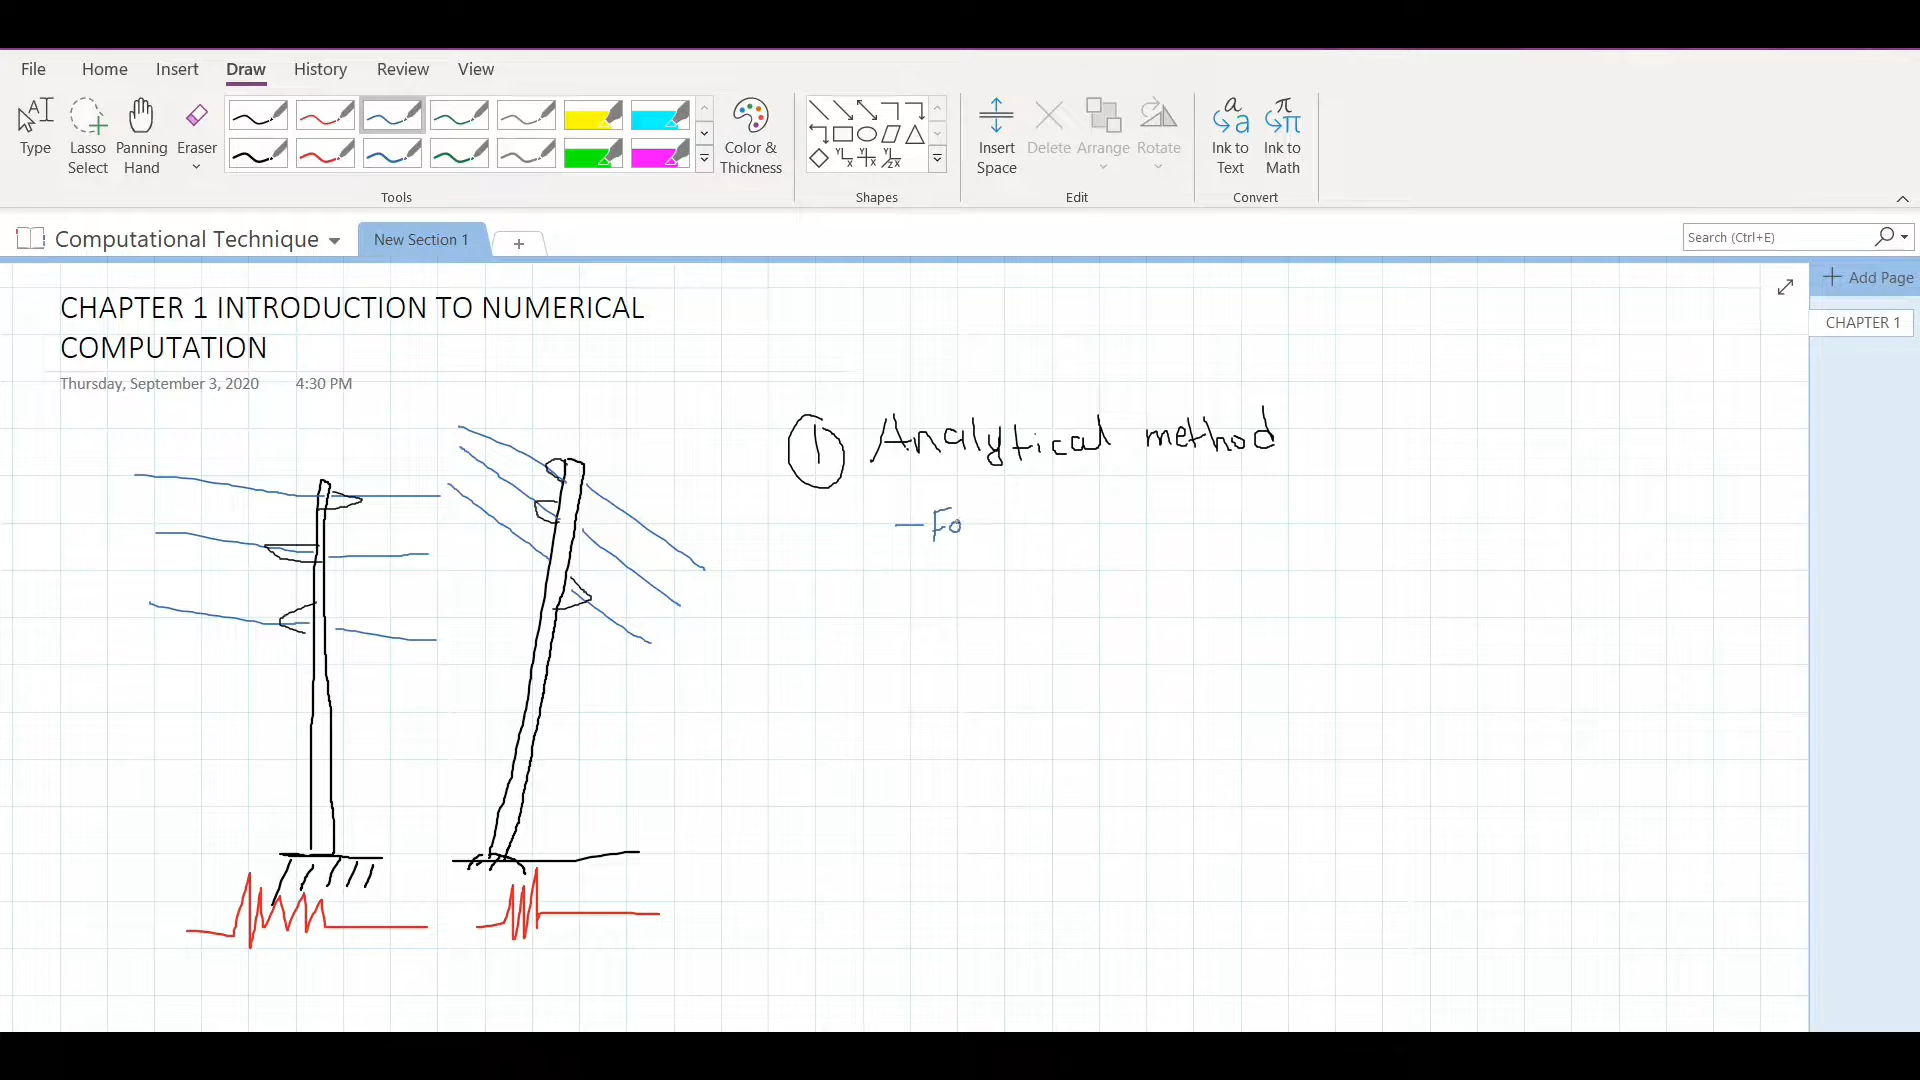 File Home Insert Draw History Review View
Type
Lasso Select
Panning Hand
Eraser
Color & Thickness
Insert Space
Delete
Arrange
Rotate
Ink to Text
Ink to Math
Tools
Shapes
Edit
Convert
Computational Technique
New Section 1
Search (Ctrl+E)
Add Page
CHAPTER 1
CHAPTER 1 INTRODUCTION TO NUMERICAL
COMPUTATION
Thursday, September 3, 2020 4:30 PM
① Analytical method
— Fo